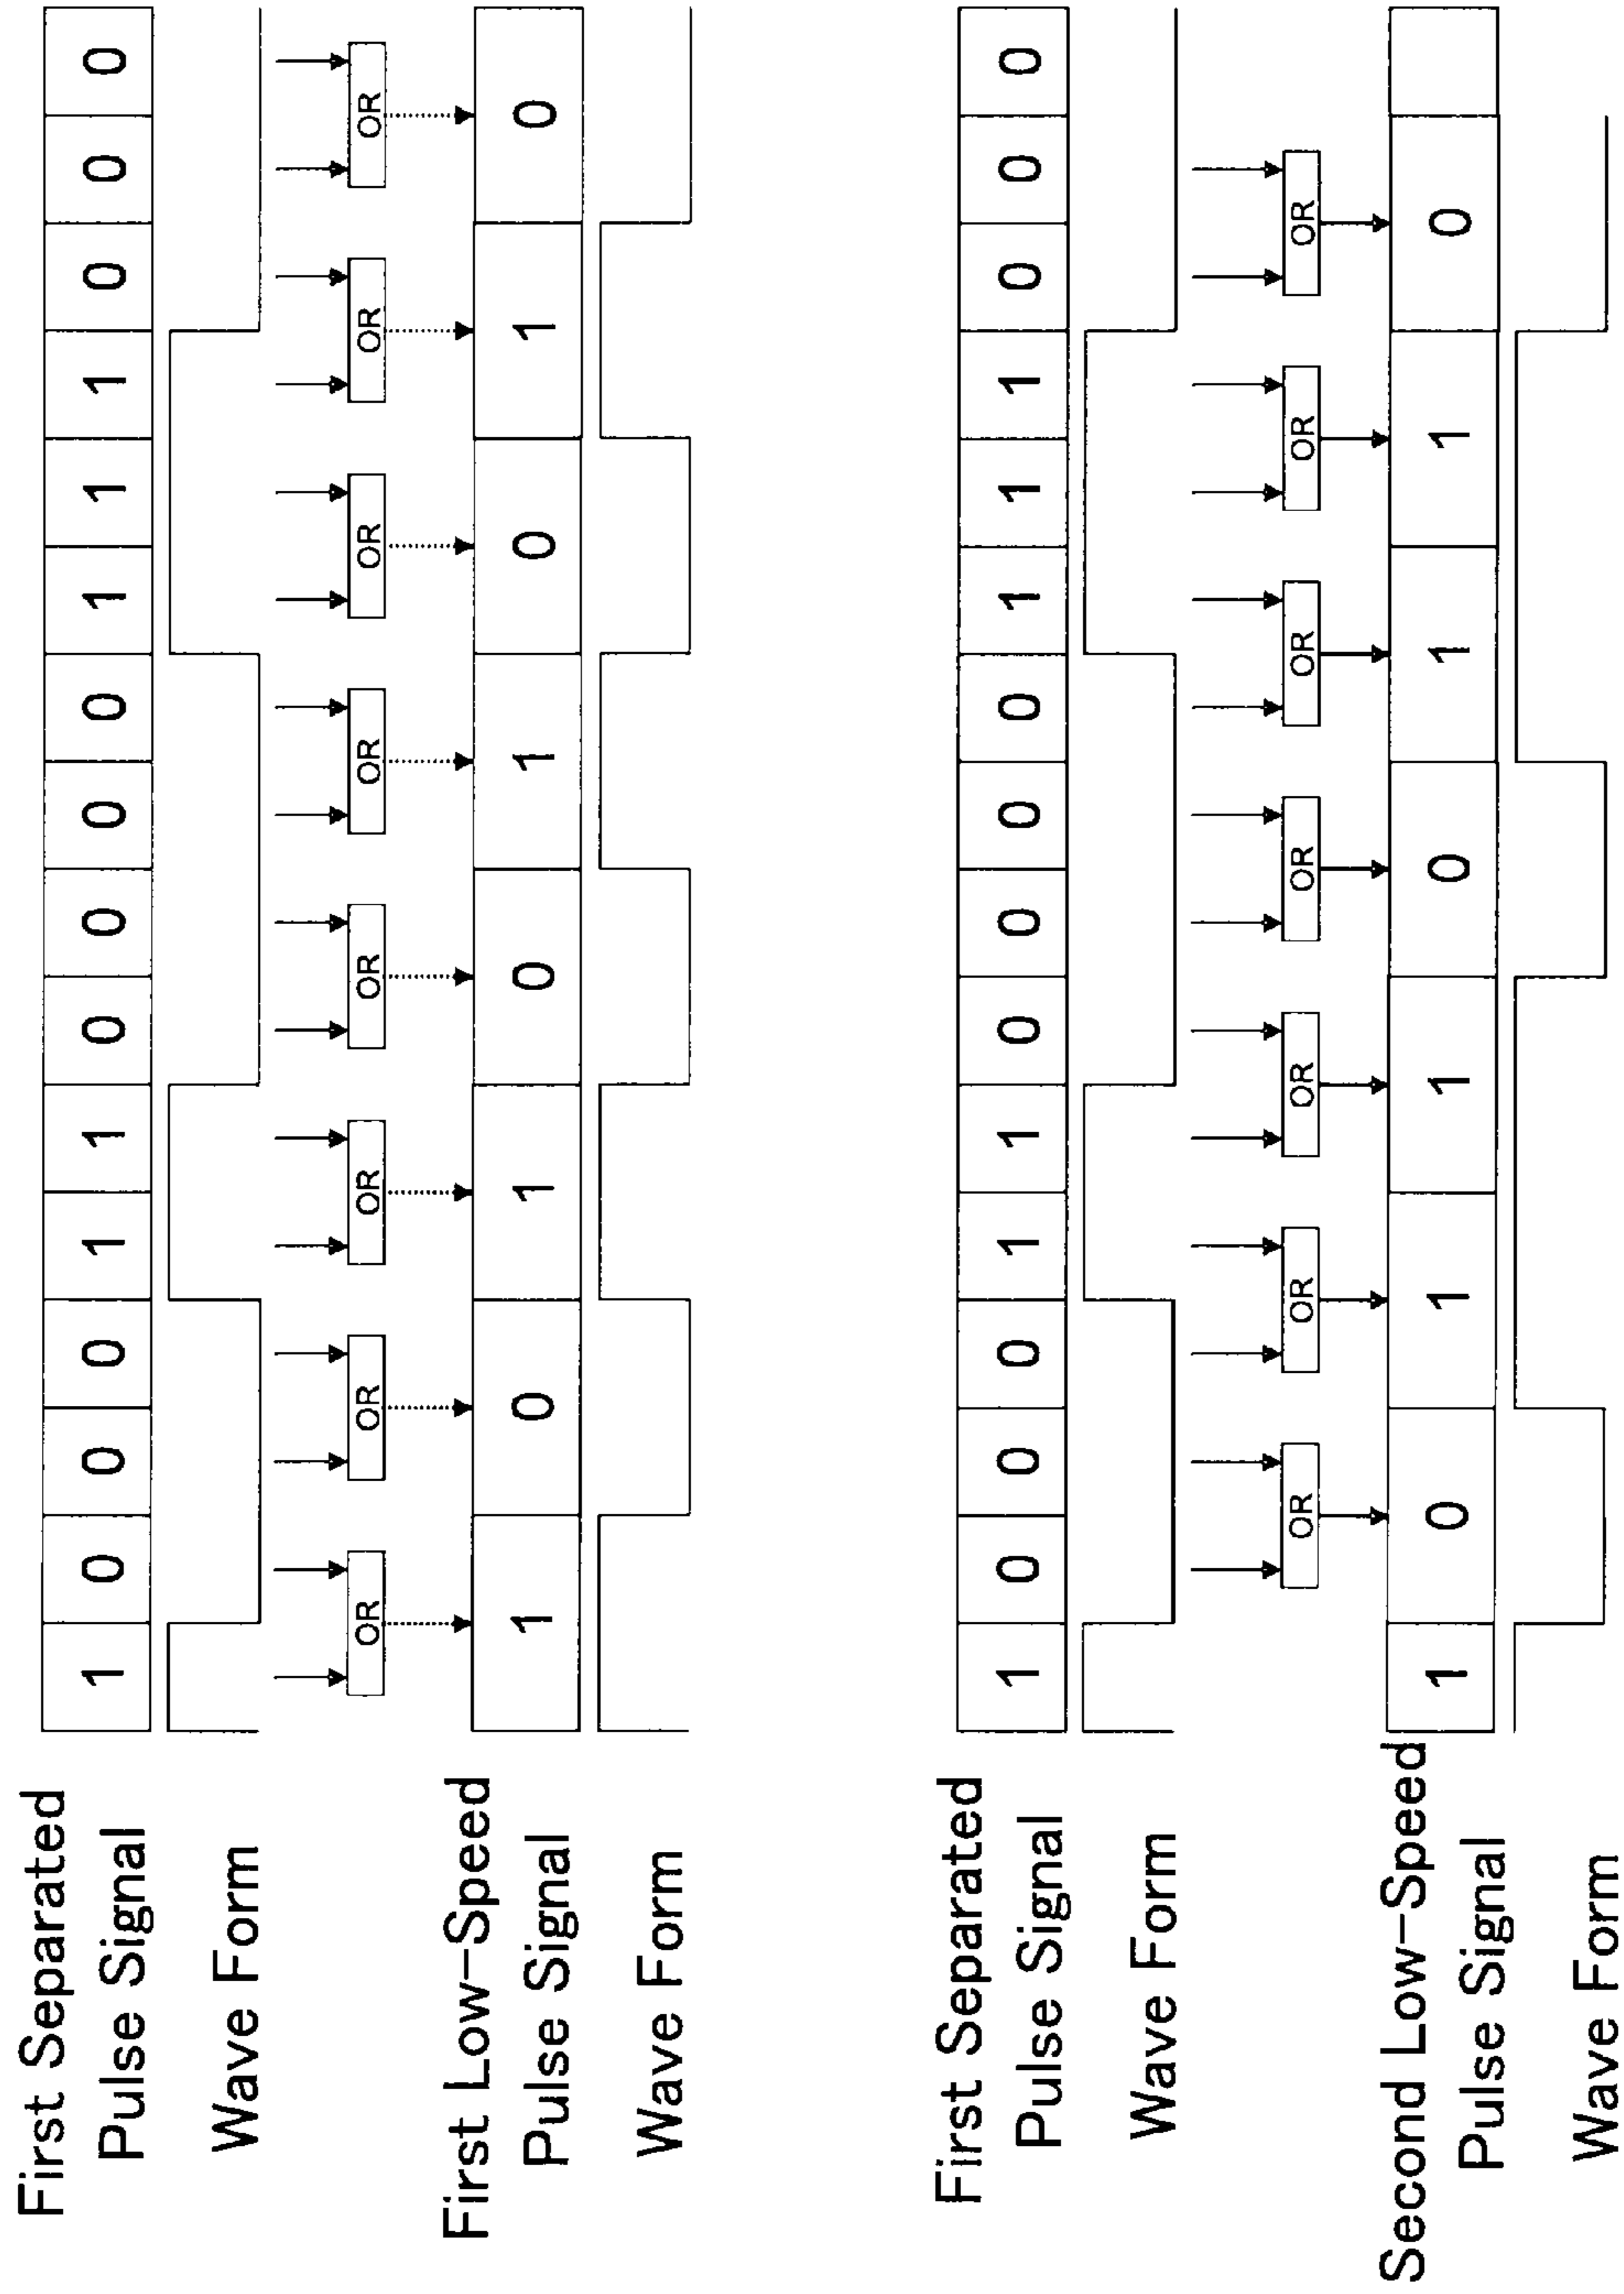 First Separated
Pulse Signal
1 0 0 0 1 1 0 0 0 0 1 1 1 0 0 0
Wave Form
OR OR OR OR OR OR OR OR
First Low-Speed
Pulse Signal
1 0 1 0 1 0 1 0
Wave Form
First Separated
Pulse Signal
1 0 0 0 1 1 0 0 0 0 1 1 1 0 0 0
Wave Form
OR OR OR OR OR OR OR
Second Low-Speed
Pulse Signal
1 0 1 1 0 1 1 0
Wave Form